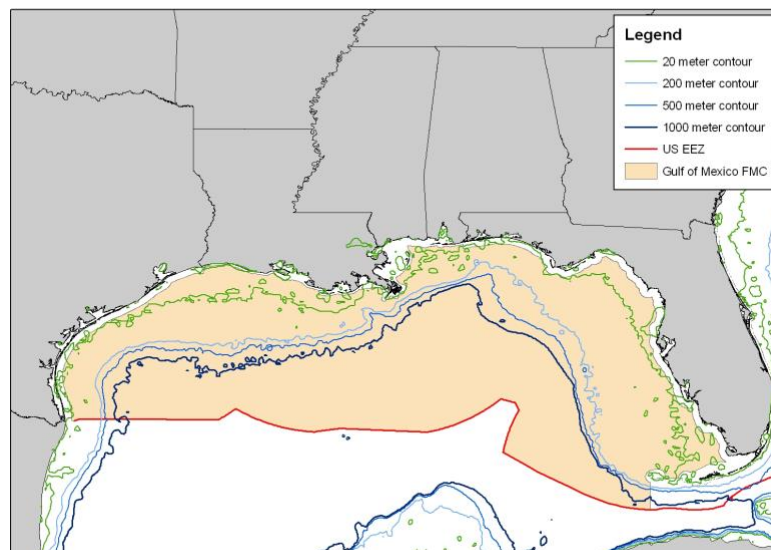 Legend
20 meter contour
200 meter contour
500 meter contour
1000 meter contour
US EEZ
Gulf of Mexico FMC